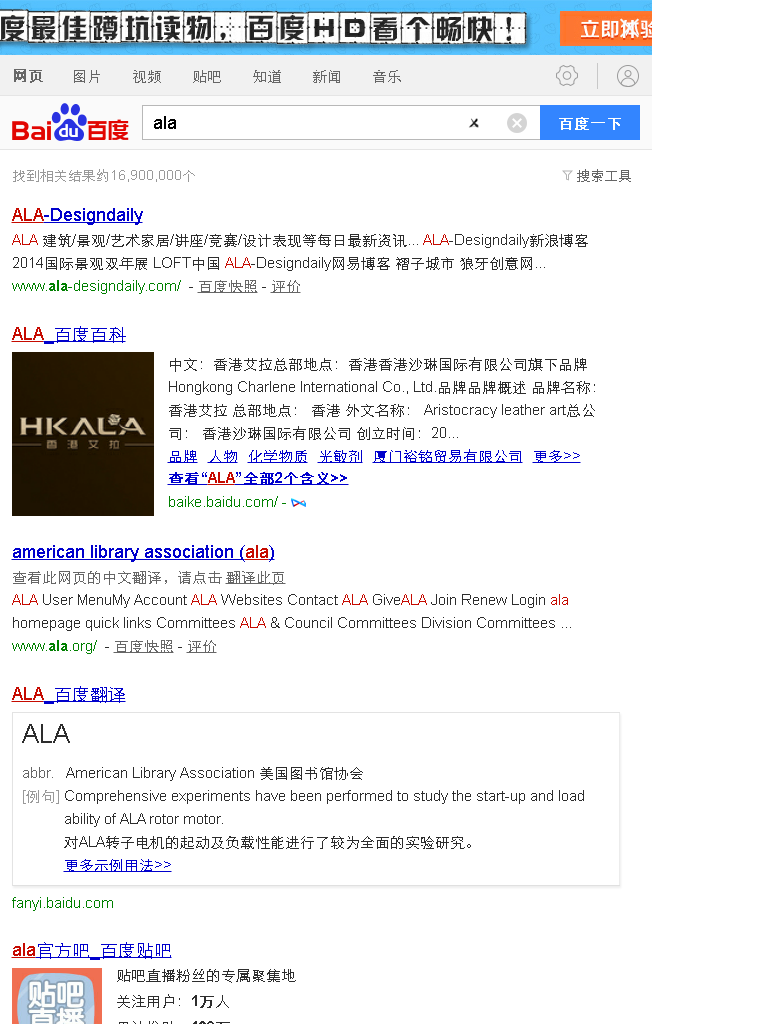 度最佳蹲坑读物，百度HD看个畅快！ 立即体验
网页 图片 视频 贴吧 知道 新闻 音乐
Bai du 百度 ala 百度一下
找到相关结果约16,900,000个 搜索工具
ALA-Designdaily
ALA 建筑/景观/艺术家居/讲座/竞赛/设计表现等每日最新资讯... ALA-Designdaily新浪博客
2014国际景观双年展 LOFT中国 ALA-Designdaily网易博客 褶子城市 狼牙创意网...
www.ala-designdaily.com/ - 百度快照 - 评价
ALA_百度百科
HKALA
香港艾拉
中文：香港艾拉总部地点：香港香港沙琳国际有限公司旗下品牌
Hongkong Charlene International Co., Ltd.品牌品牌概述 品牌名称：
香港艾拉 总部地点： 香港 外文名称： Aristocracy leather art总公
司： 香港沙琳国际有限公司 创立时间：20...
品牌 人物 化学物质 光敏剂 厦门裕铭贸易有限公司 更多>>
查看“ALA”全部2个含义>>
baike.baidu.com/ -
american library association (ala)
查看此网页的中文翻译，请点击 翻译此页
ALA User MenuMy Account ALA Websites Contact ALA GiveALA Join Renew Login ala
homepage quick links Committees ALA & Council Committees Division Committees ...
www.ala.org/ - 百度快照 - 评价
ALA_百度翻译
ALA
abbr. American Library Association 美国图书馆协会
[例句] Comprehensive experiments have been performed to study the start-up and load
ability of ALA rotor motor.
对ALA转子电机的起动及负载性能进行了较为全面的实验研究。
更多示例用法>>
fanyi.baidu.com
ala官方吧_百度贴吧
贴吧
直播
贴吧直播粉丝的专属聚集地
关注用户：1万人